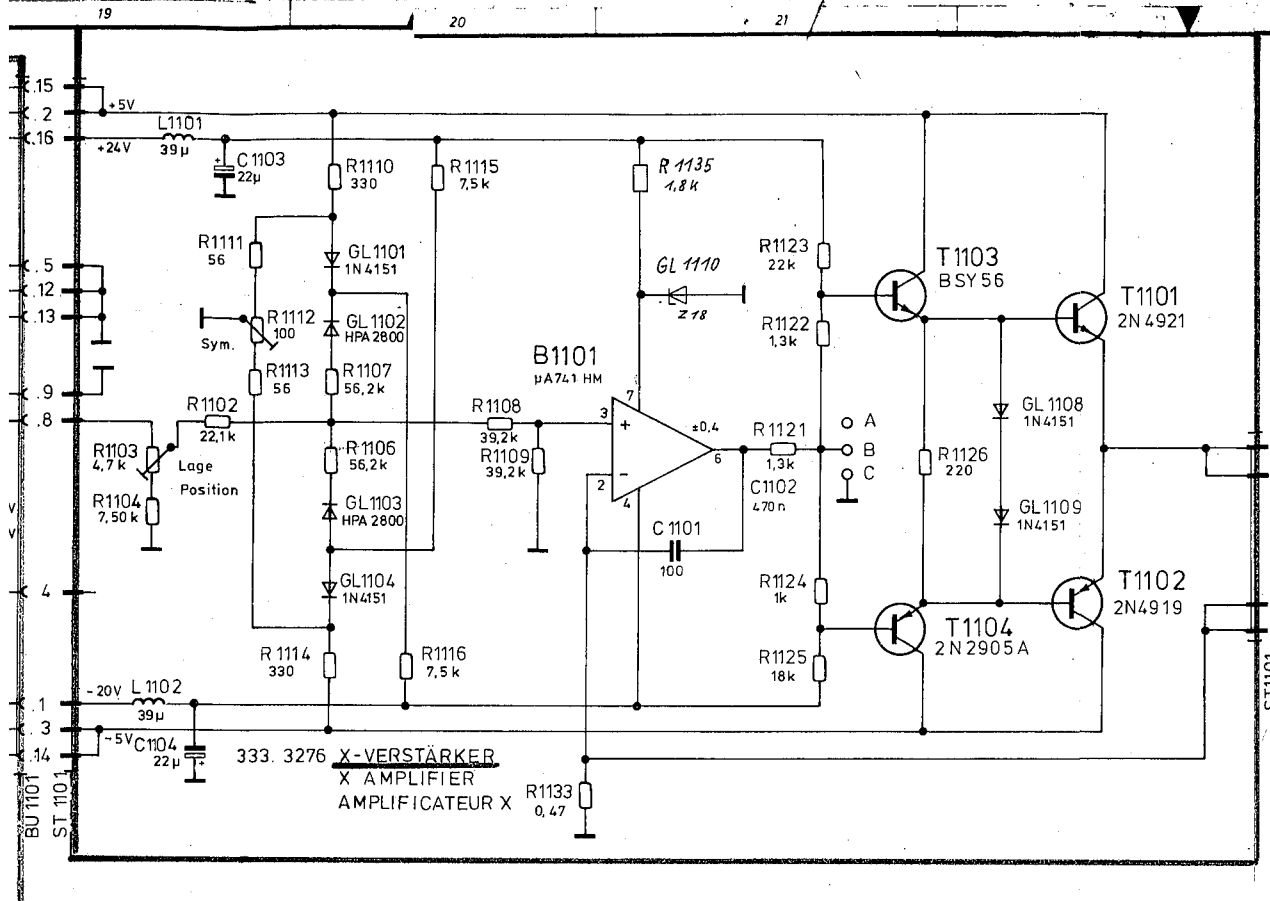 19
20
21
.15
.2
+5V
.16
+24V
L1101
39µ
C1103
22µ
+
R1110
330
R1115
7,5k
R 1135
1,8k
R1111
56
GL1101
1N4151
R1123
22k
T1103
BSY56
.5
.12
.13
GL 1110
Z18
T1101
2N4921
R1112
100
Sym.
GL1102
HPA 2800
R1122
1,3k
B1101
µA741 HM
R1113
56
R1107
56,2k
7
.9
.8
R1102
22,1k
R1108
39,2k
3
+
±0,4
6
R1121
1,3k
A
B
C
GL1108
1N4151
R1103
4,7k
Lage
Position
R1106
56,2k
R1109
39,2k
–
2
4
C1102
470n
R1126
220
R1104
7,50k
GL1103
HPA 2800
C1101
100
GL1109
1N4151
4
GL1104
1N4151
R1124
1k
T1102
2N4919
R1114
330
R1116
7,5k
R1125
18k
T1104
2N2905A
.1
-20V
L1102
39µ
.3
.14
-5V
C1104
22µ
+
333. 3276 X-VERSTÄRKER
X AMPLIFIER
AMPLIFICATEUR X
R1133
0,47
BU 1101
ST 1101
ST1101